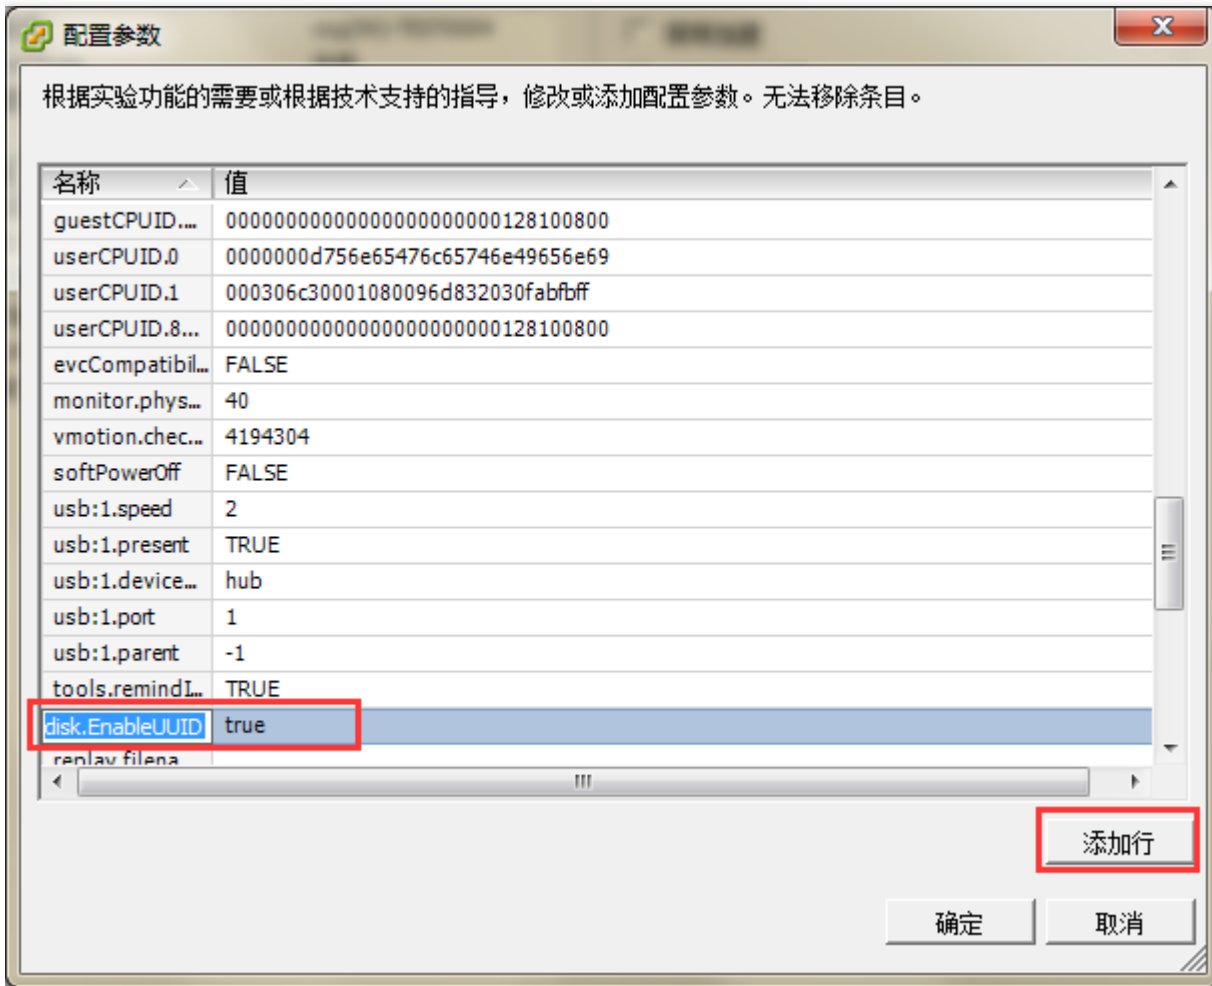 配置参数
根据实验功能的需要或根据技术支持的指导，修改或添加配置参数。无法移除条目。
名称 值
guestCPUID.... 00000000000000000000000128100800
userCPUID.0 0000000d756e65476c65746e49656e69
userCPUID.1 000306c30001080096d832030fabfbff
userCPUID.8... 00000000000000000000000128100800
evcCompatibil... FALSE
monitor.phys... 40
vmotion.chec... 4194304
softPowerOff FALSE
usb:1.speed 2
usb:1.present TRUE
usb:1.device... hub
usb:1.port 1
usb:1.parent -1
tools.remindI... TRUE
disk.EnableUUID true
replay.filena
添加行
确定 取消